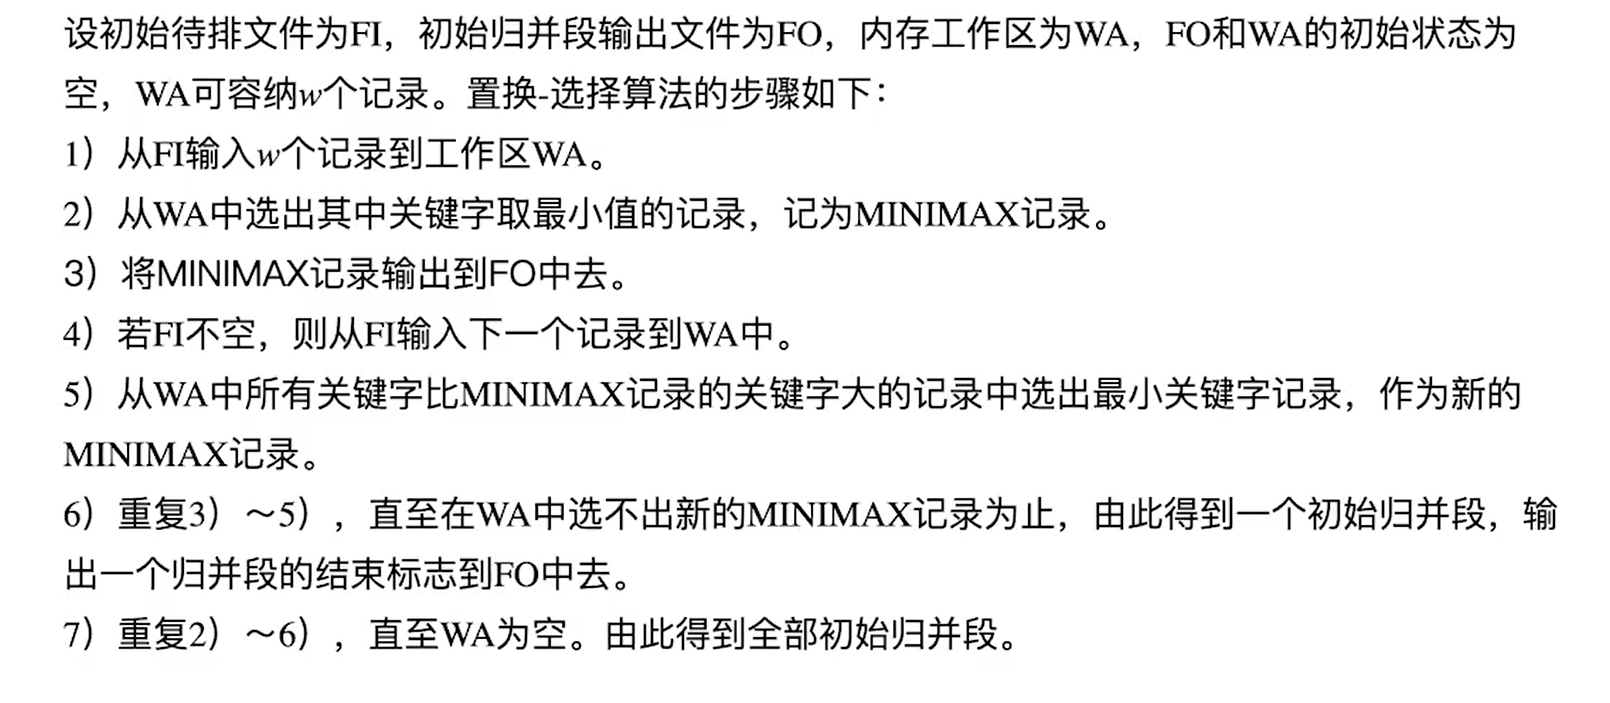 设初始待排文件为FI，初始归并段输出文件为FO，内存工作区为WA，FO和WA的初始状态为
空，WA可容纳w个记录。置换-选择算法的步骤如下：
1）从FI输入w个记录到工作区WA。
2）从WA中选出其中关键字取最小值的记录，记为MINIMAX记录。
3）将MINIMAX记录输出到FO中去。
4）若FI不空，则从FI输入下一个记录到WA中。
5）从WA中所有关键字比MINIMAX记录的关键字大的记录中选出最小关键字记录，作为新的
MINIMAX记录。
6）重复3）～5），直至在WA中选不出新的MINIMAX记录为止，由此得到一个初始归并段，输
出一个归并段的结束标志到FO中去。
7）重复2）～6），直至WA为空。由此得到全部初始归并段。